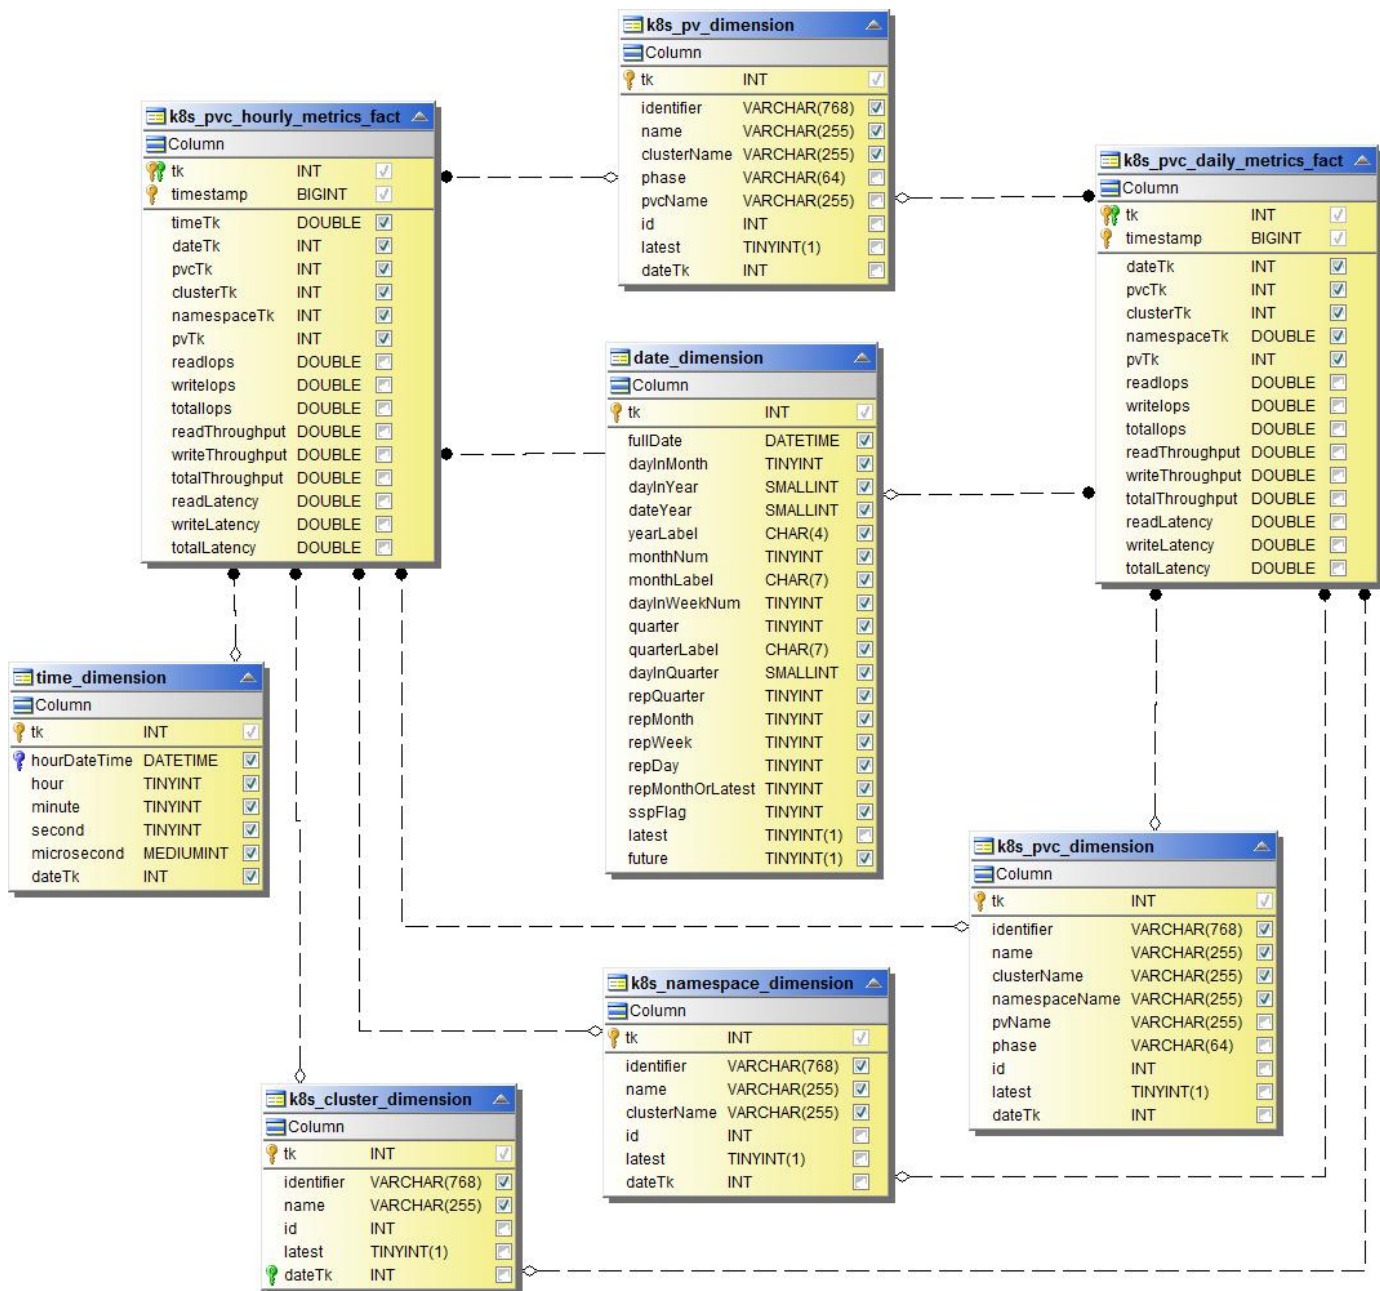 k8s_pv_dimension
Column
tk INT
identifier VARCHAR(768)
name VARCHAR(255)
clusterName VARCHAR(255)
phase VARCHAR(64)
pvcName VARCHAR(255)
id INT
latest TINYINT(1)
dateTk INT
k8s_pvc_hourly_metrics_fact
Column
tk INT
timestamp BIGINT
timeTk DOUBLE
dateTk INT
pvcTk INT
clusterTk INT
namespaceTk INT
pvTk INT
readIops DOUBLE
writeIops DOUBLE
totalIops DOUBLE
readThroughput DOUBLE
writeThroughput DOUBLE
totalThroughput DOUBLE
readLatency DOUBLE
writeLatency DOUBLE
totalLatency DOUBLE
k8s_pvc_daily_metrics_fact
Column
tk INT
timestamp BIGINT
dateTk INT
pvcTk INT
clusterTk INT
namespaceTk DOUBLE
pvTk INT
readIops DOUBLE
writeIops DOUBLE
totalIops DOUBLE
readThroughput DOUBLE
writeThroughput DOUBLE
totalThroughput DOUBLE
readLatency DOUBLE
writeLatency DOUBLE
totalLatency DOUBLE
date_dimension
Column
tk INT
fullDate DATETIME
dayInMonth TINYINT
dayInYear SMALLINT
dateYear SMALLINT
yearLabel CHAR(4)
monthNum TINYINT
monthLabel CHAR(7)
dayInWeekNum TINYINT
quarter TINYINT
quarterLabel CHAR(7)
dayInQuarter SMALLINT
repQuarter TINYINT
repMonth TINYINT
repWeek TINYINT
repDay TINYINT
repMonthOrLatest TINYINT
sspFlag TINYINT
latest TINYINT(1)
future TINYINT(1)
time_dimension
Column
tk INT
hourDateTime DATETIME
hour TINYINT
minute TINYINT
second TINYINT
microsecond MEDIUMINT
dateTk INT
k8s_pvc_dimension
Column
tk INT
identifier VARCHAR(768)
name VARCHAR(255)
clusterName VARCHAR(255)
namespaceName VARCHAR(255)
pvName VARCHAR(255)
phase VARCHAR(64)
id INT
latest TINYINT(1)
dateTk INT
k8s_namespace_dimension
Column
tk INT
identifier VARCHAR(768)
name VARCHAR(255)
clusterName VARCHAR(255)
id INT
latest TINYINT(1)
dateTk INT
k8s_cluster_dimension
Column
tk INT
identifier VARCHAR(768)
name VARCHAR(255)
id INT
latest TINYINT(1)
dateTk INT